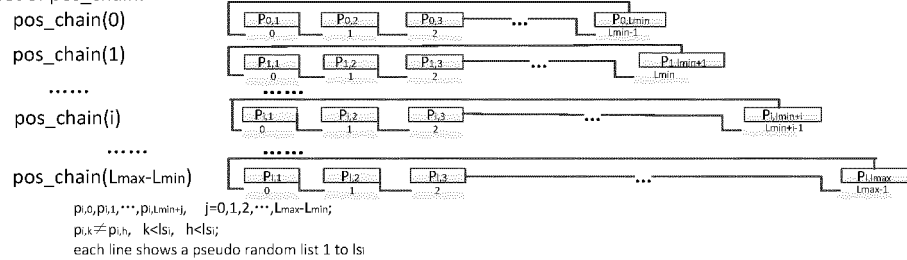 pos_chain(0) P0,1 P0,2 P0,3 ... P0,Lmin
0 1 2 Lmin-1
pos_chain(1) P1,1 P1,2 P1,3 ... P1,lmin+1
0 1 2 Lmin
...... ......
pos_chain(i) Pi,1 Pi,2 Pi,3 ... Pi,lmin+i
0 1 2 Lmin+i-1
...... ......
pos_chain(Lmax-Lmin) Pi,1 Pi,2 Pi,3 ... Pi,lmax
0 1 2 Lmax-1
pi,0,pi,1,···,pi,Lmin+j, j=0,1,2,···,Lmax-Lmin;
pi,k≠pi,h, k<lsi, h<lsi;
each line shows a pseudo random list 1 to lsi